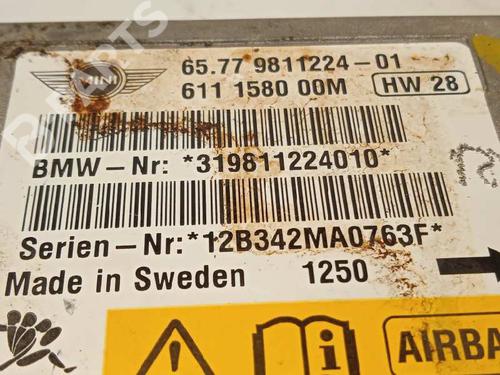 MINI
65.77 9811224-01
611 1580 00M
HW 28
BMW-Nr: *319811224010*
Serien-Nr:*12B342MA0763F*
Made in Sweden 1250
AIRBA